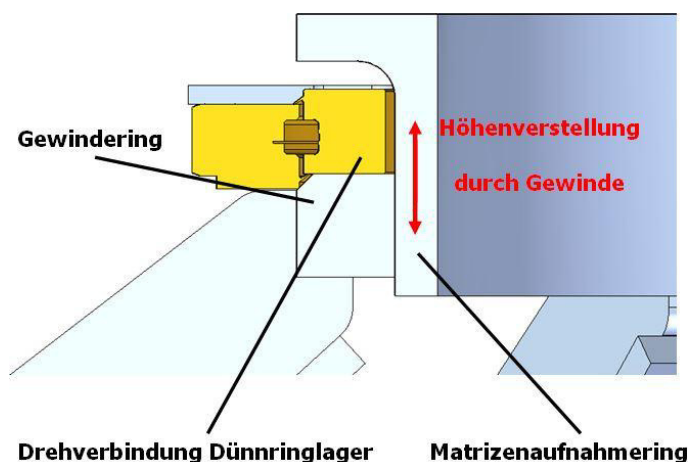 Gewindering
Höhenverstellung
durch Gewinde
Drehverbindung Dünnringlager
Matrizenaufnahmering